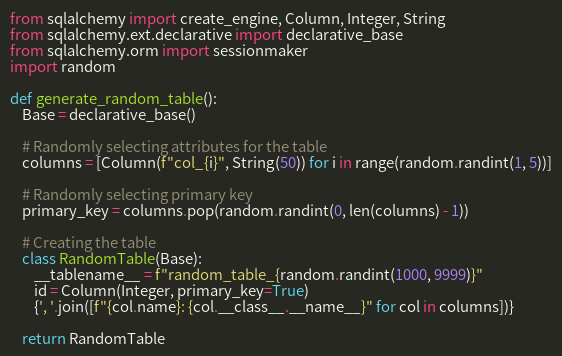 from sqlalchemy import create_engine, Column, Integer, String
from sqlalchemy.ext.declarative import declarative_base
from sqlalchemy.orm import sessionmaker
import random

def generate_random_table():
    Base = declarative_base()

    # Randomly selecting attributes for the table
    columns = [Column(f"col_{i}", String(50)) for i in range(random.randint(1, 5))]

    # Randomly selecting primary key
    primary_key = columns.pop(random.randint(0, len(columns) - 1))

    # Creating the table
    class RandomTable(Base):
        __tablename__ = f"random_table_{random.randint(1000, 9999)}"
        id = Column(Integer, primary_key=True)
        {', '.join([f"{col.name}: {col.__class__.__name__}" for col in columns])}

    return RandomTable